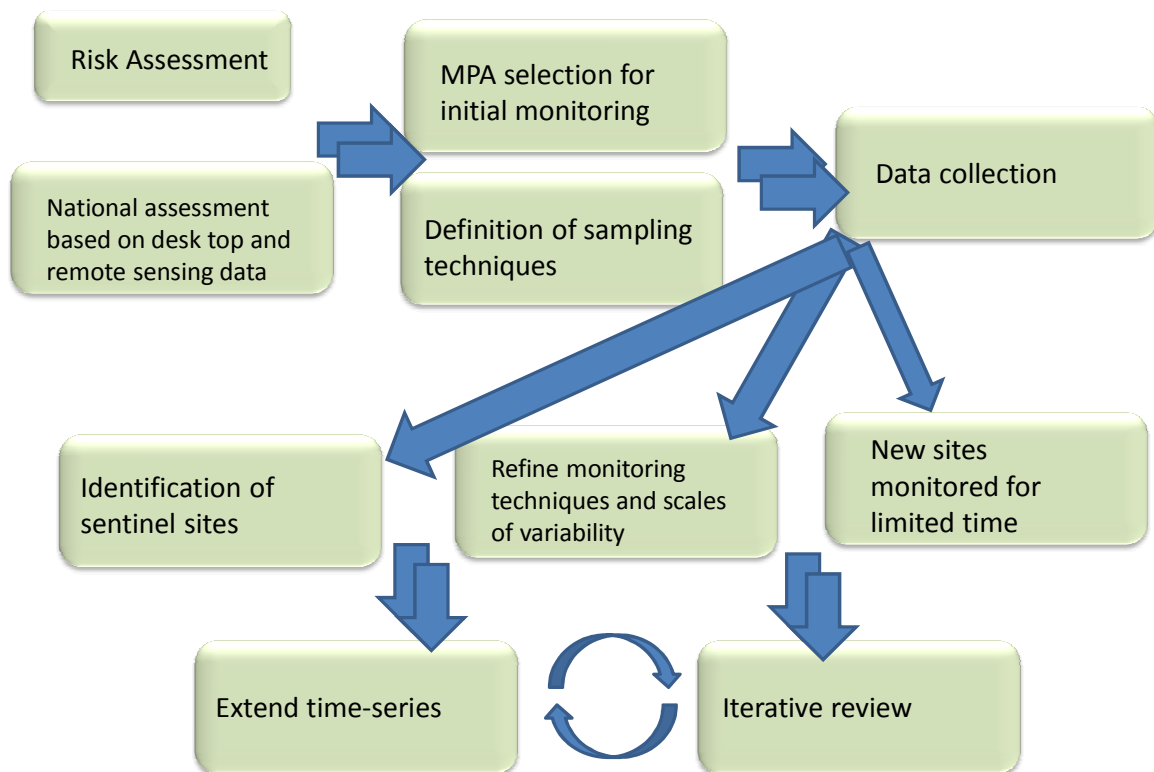 Risk Assessment
MPA selection for
initial monitoring
National assessment
based on desk top and
remote sensing data
Definition of sampling
techniques
Data collection
Identification of
sentinel sites
Refine monitoring
techniques and scales
of variability
New sites
monitored for
limited time
Extend time-series
Iterative review